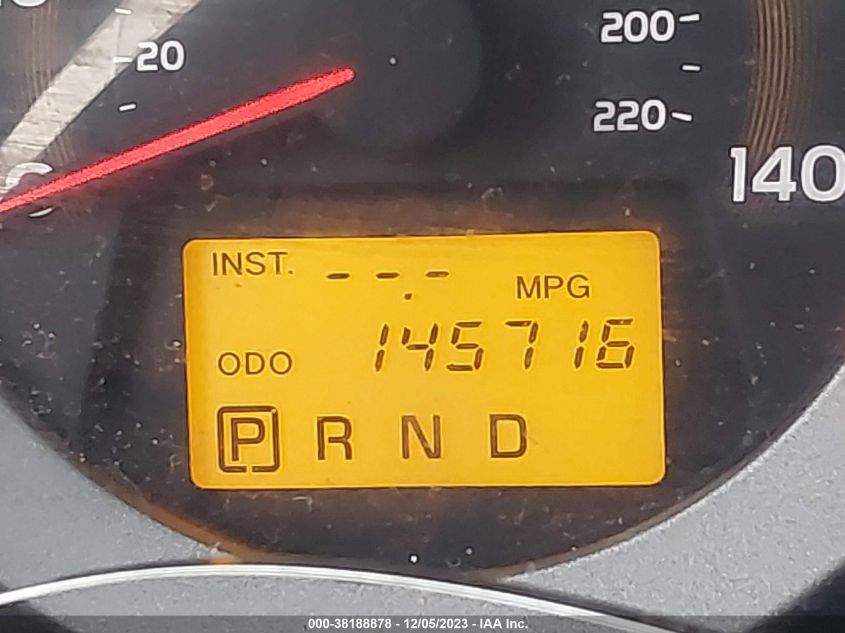 200
20
220
140
INST. --.- MPG
ODO 145716
P R N D
000-38188878 - 12/05/2023 - IAA Inc.